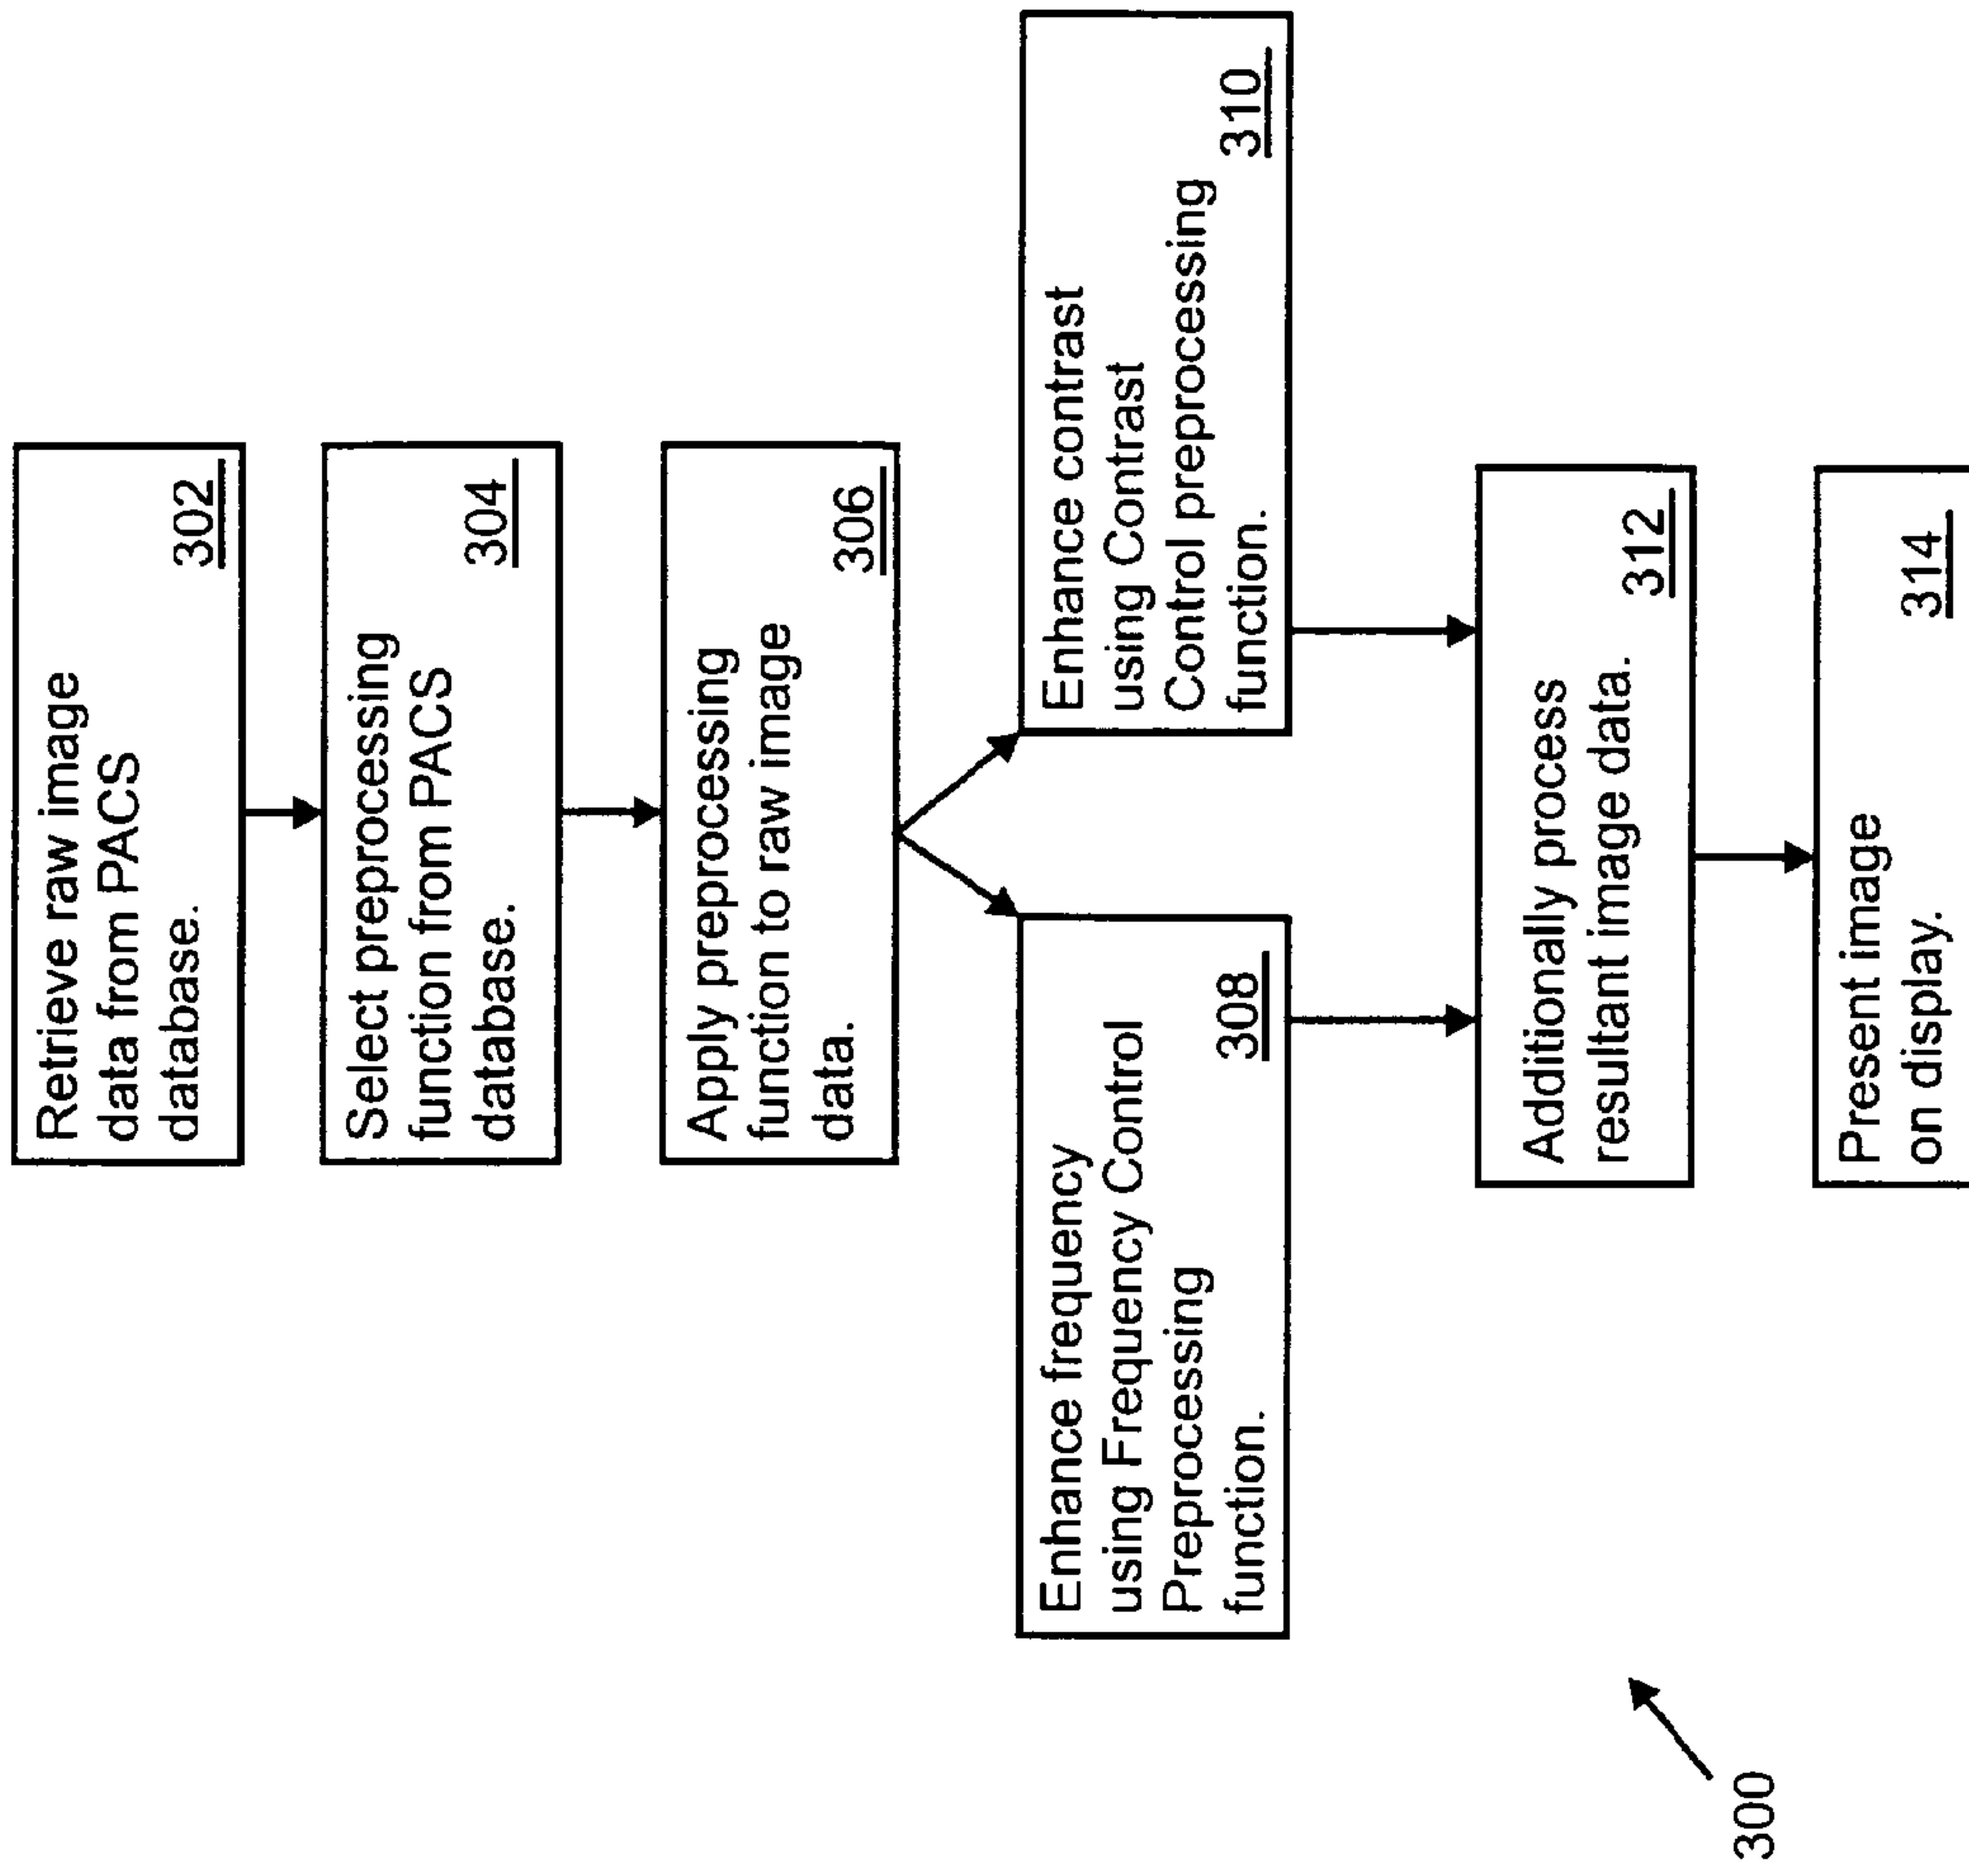 Retrieve raw image
data from PACS
database.
302
Select preprocessing
function from PACS
database.
304
Apply preprocessing
function to raw image
data.
306
Enhance frequency
using Frequency Control
Preprocessing
function.
308
Enhance contrast
using Contrast
Control preprocessing
function.
310
Additionally process
resultant image data.
312
Present image
on display.
314
300